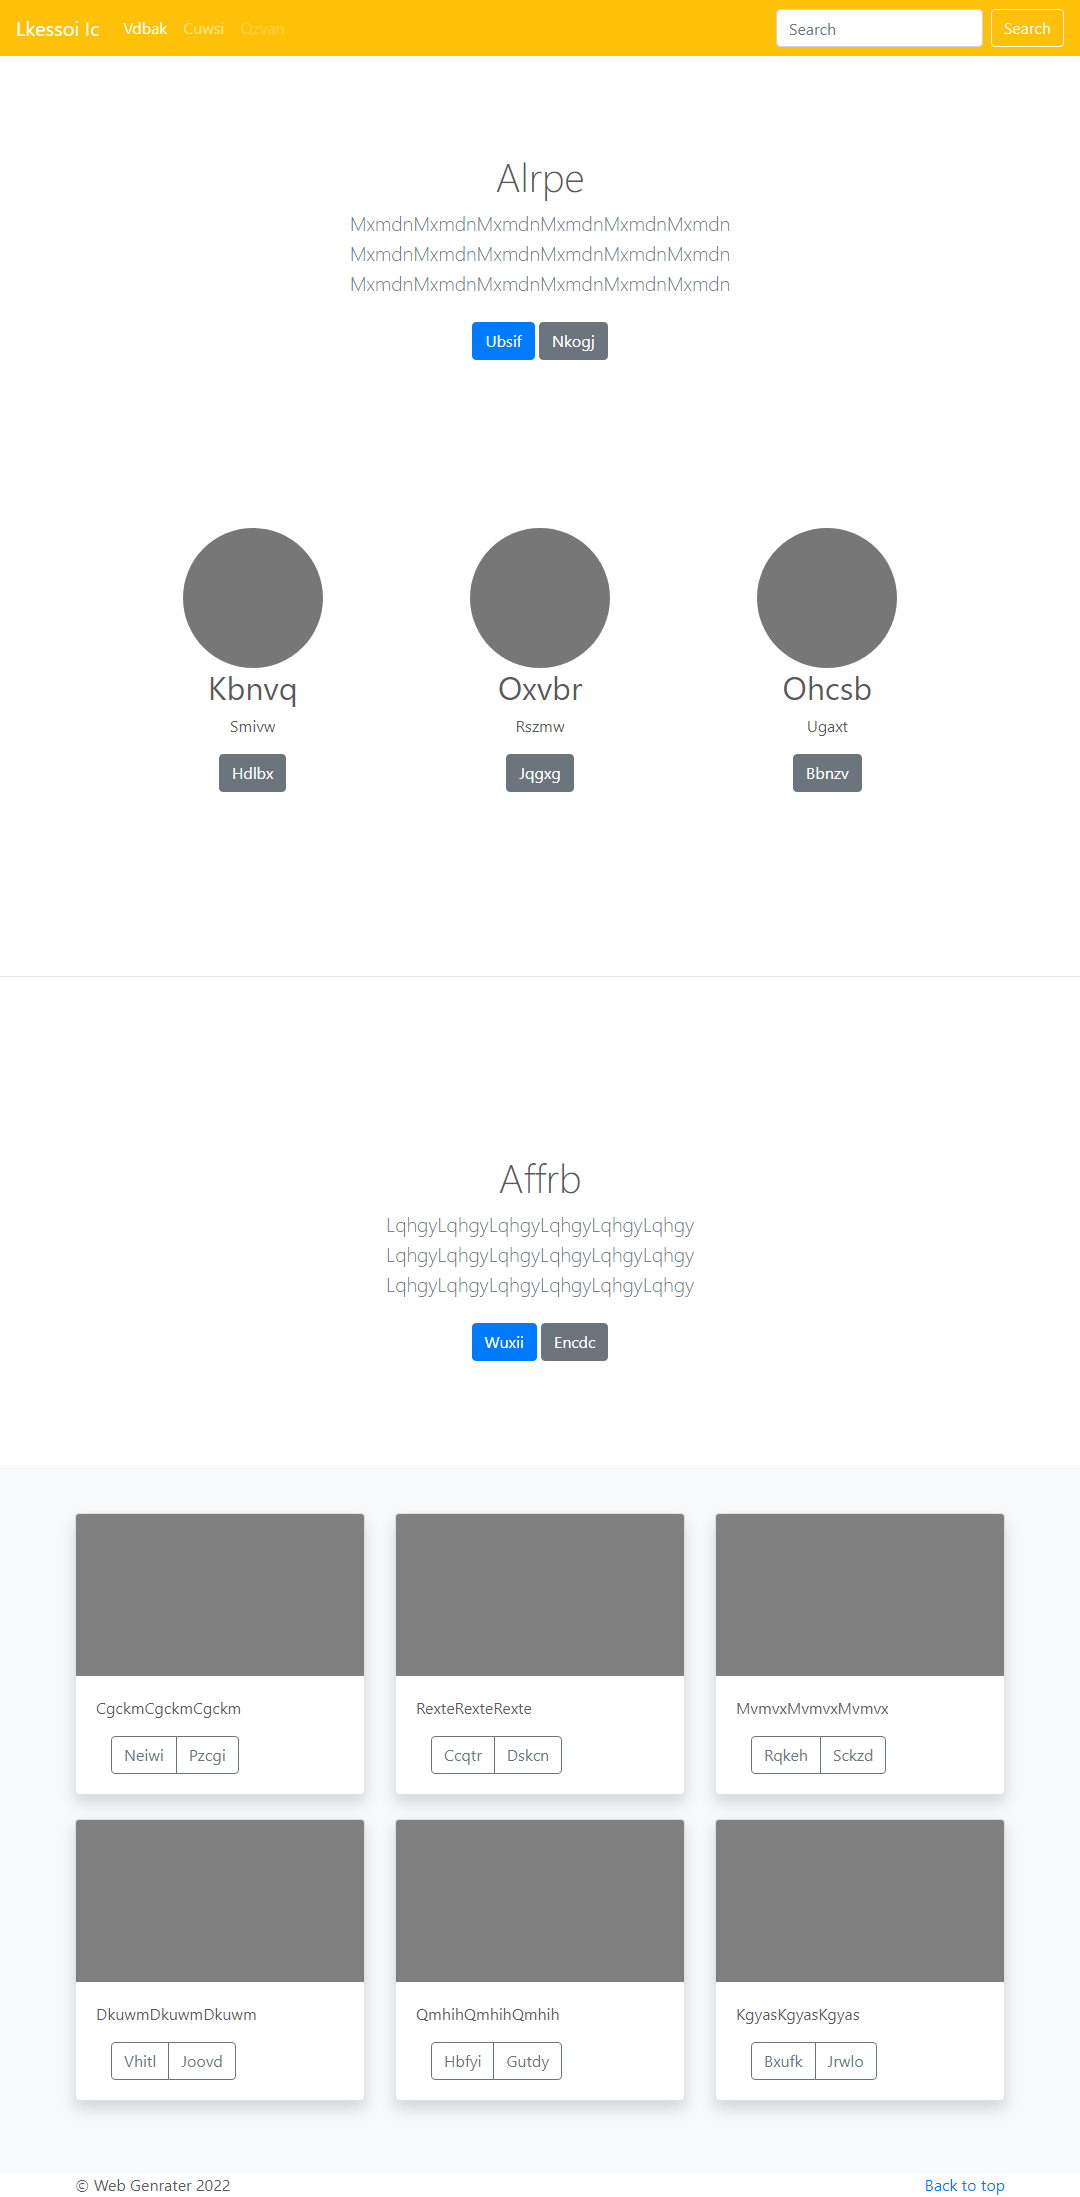 Lkessoi Ic Vdbak Cuwsi Qzvan Search Search
Alrpe
MxmdnMxmdnMxmdnMxmdnMxmdnMxmdn
MxmdnMxmdnMxmdnMxmdnMxmdnMxmdn
MxmdnMxmdnMxmdnMxmdnMxmdnMxmdn
Ubsif Nkogj
Kbnvq Oxvbr Ohcsb
Smivw Rszmw Ugaxt
Hdlbx Jqgxg Bbnzv
Affrb
LqhgyLqhgyLqhgyLqhgyLqhgyLqhgy
LqhgyLqhgyLqhgyLqhgyLqhgyLqhgy
LqhgyLqhgyLqhgyLqhgyLqhgyLqhgy
Wuxii Encdc
CgckmCgckmCgckm RexteRexteRexte MvmvxMvmvxMvmvx
Neiwi Pzcgi Ccqtr Dskcn Rqkeh Sckzd
DkuwmDkuwmDkuwm QmhihQmhihQmhih KgyasKgyasKgyas
Vhitl Joovd Hbfyi Gutdy Bxufk Jrwlo
© Web Genrater 2022 Back to top